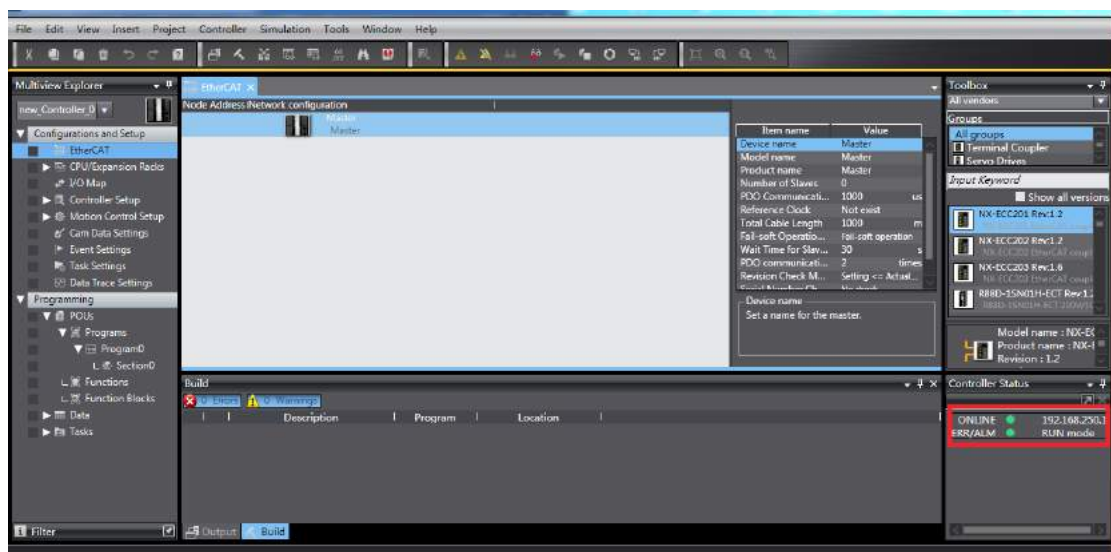 File Edit View Insert Project Controller Simulation Tools Window Help
Multiview Explorer
new_Controller_0
Configurations and Setup
EtherCAT
CPU/Expansion Racks
I/O Map
Controller Setup
Motion Control Setup
Cam Data Settings
Event Settings
Task Settings
Data Trace Settings
Programming
POUs
Programs
Program0
Section0
Functions
Function Blocks
Data
Tasks
Filter
EtherCAT
Node Address Network configuration
Master
Master
Item name Value
Device name Master
Model name Master
Product name Master
Number of Slaves 0
PDO Communicati... 1000 us
Reference Clock Not exist
Total Cable Length 1000 m
Fail-soft Operatio... Fail-soft operation
Wait Time for Slav... 30 s
PDO communicati... 2 times
Revision Check M... Setting <= Actual...
Device name
Set a name for the master.
Build
0 Errors 0 Warnings
Description Program Location
Output Build
Toolbox
All vendors
Groups
All groups
Terminal Coupler
Servo Drives
Input Keyword
Show all versions
NX-ECC201 Rev:1.2
NX-ECC202 Rev:1.2
NX-ECC202 EtherCAT coupl
NX-ECC203 Rev:1.6
NX-ECC203 EtherCAT coupl
R88D-1SN01H-ECT Rev:1.2
Model name : NX-EC
Product name : NX-E
Revision : 1.2
Controller Status
ONLINE 192.168.250.1
ERR/ALM RUN mode